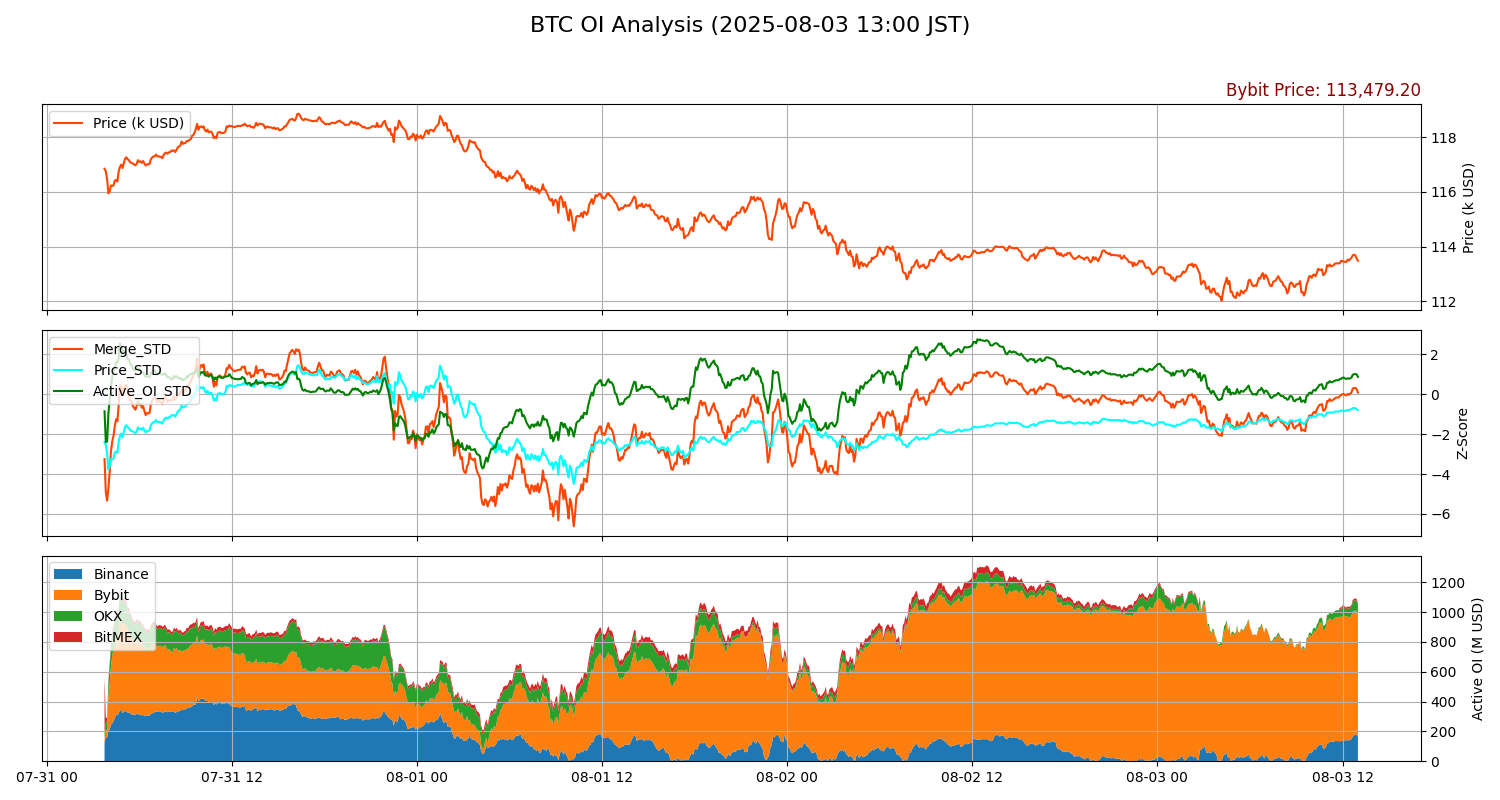 BTC OI Analysis (2025-08-03 13:00 JST)
Bybit Price: 113,479.20
Price (k USD)
118
116
114
112
Price (k USD)
Merge_STD
Price_STD
Active_OI_STD
2
0
−2
−4
−6
Z-Score
Binance
Bybit
OKX
BitMEX
1200
1000
800
600
400
200
0
Active OI (M USD)
07-31 00
07-31 12
08-01 00
08-01 12
08-02 00
08-02 12
08-03 00
08-03 12